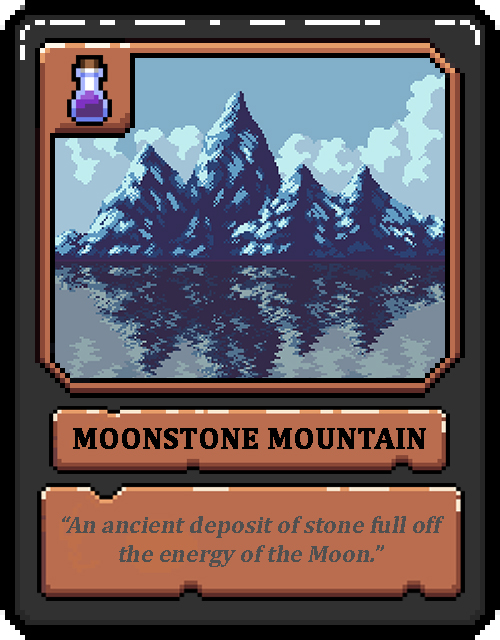 MOONSTONE MOUNTAIN
“An ancient deposit of stone full off
the energy of the Moon.”